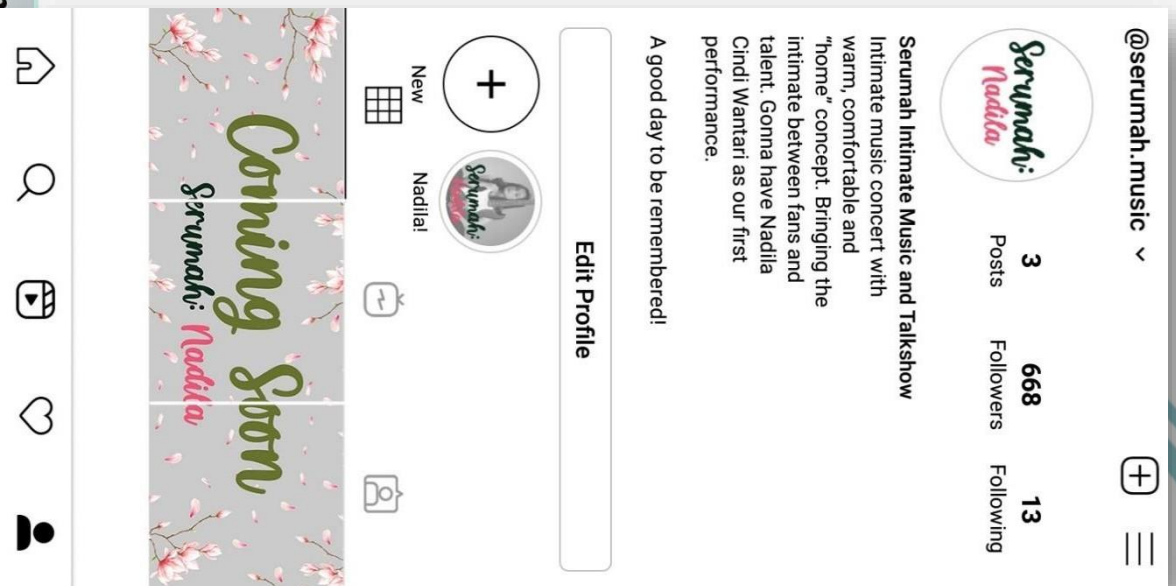 @serumah.music
Serumah:
Nadila
3
668
13
Posts
Followers
Following
Serumah Intimate Music and Talkshow
Intimate music concert with
warm, comfortable and
"home" concept. Bringing the
intimate between fans and
talent. Gonna have Nadila
Cindi Wantari as our first
performance.
A good day to be remembered!
Edit Profile
Serumah:
Nadila
New
Nadila!
Coming Soon
Serumah: Nadila